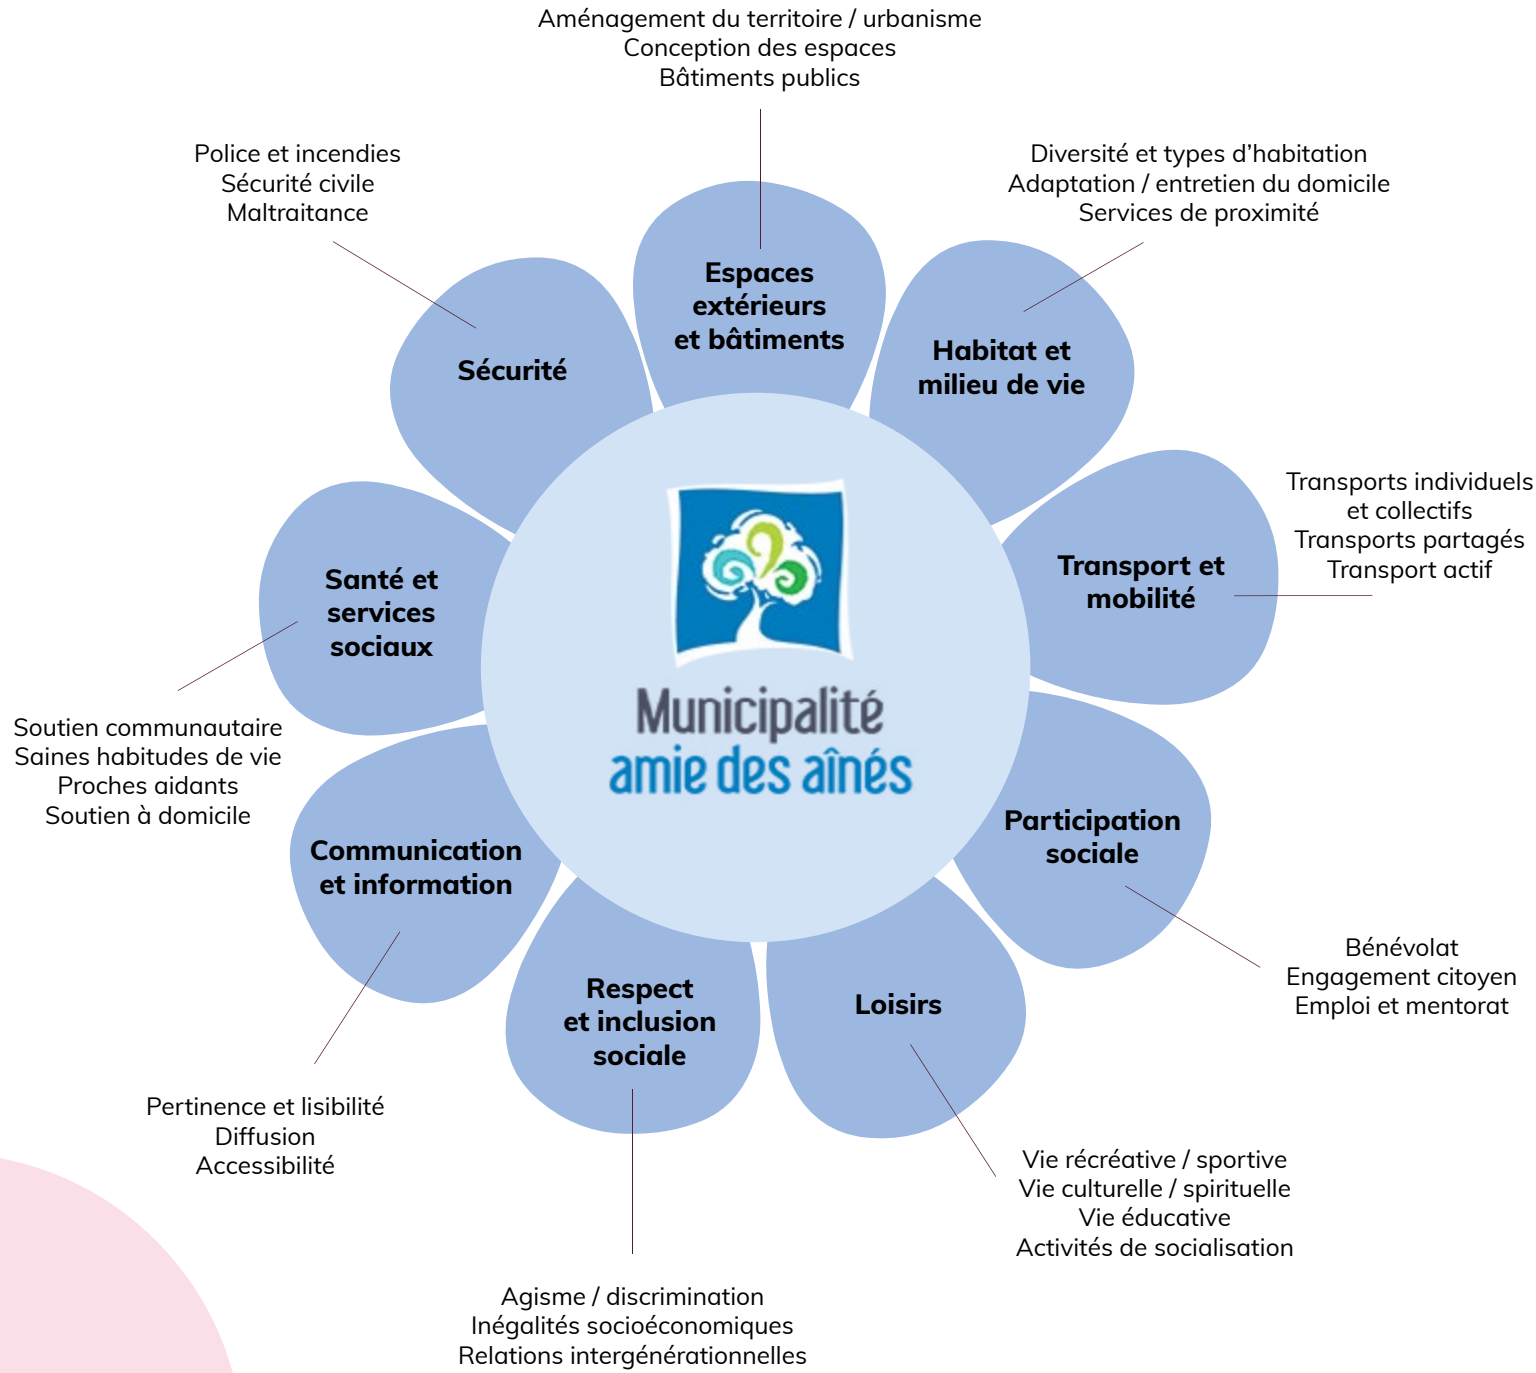 Aménagement du territoire / urbanisme
Conception des espaces
Bâtiments publics
Espaces
extérieurs
et bâtiments
Diversité et types d’habitation
Adaptation / entretien du domicile
Services de proximité
Habitat et
milieu de vie
Transports individuels
et collectifs
Transports partagés
Transport actif
Transport et
mobilité
Participation
sociale
Bénévolat
Engagement citoyen
Emploi et mentorat
Loisirs
Vie récréative / sportive
Vie culturelle / spirituelle
Vie éducative
Activités de socialisation
Respect
et inclusion
sociale
Agisme / discrimination
Inégalités socioéconomiques
Relations intergénérationnelles
Communication
et information
Pertinence et lisibilité
Diffusion
Accessibilité
Santé et
services
sociaux
Soutien communautaire
Saines habitudes de vie
Proches aidants
Soutien à domicile
Sécurité
Police et incendies
Sécurité civile
Maltraitance
Municipalité
amie des aînés